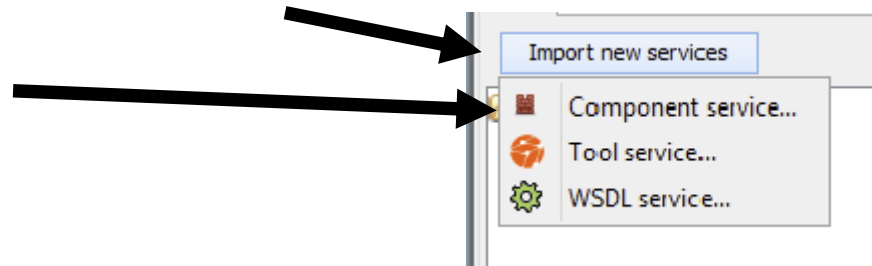 Import new services
Component service...
Tool service...
WSDL service...